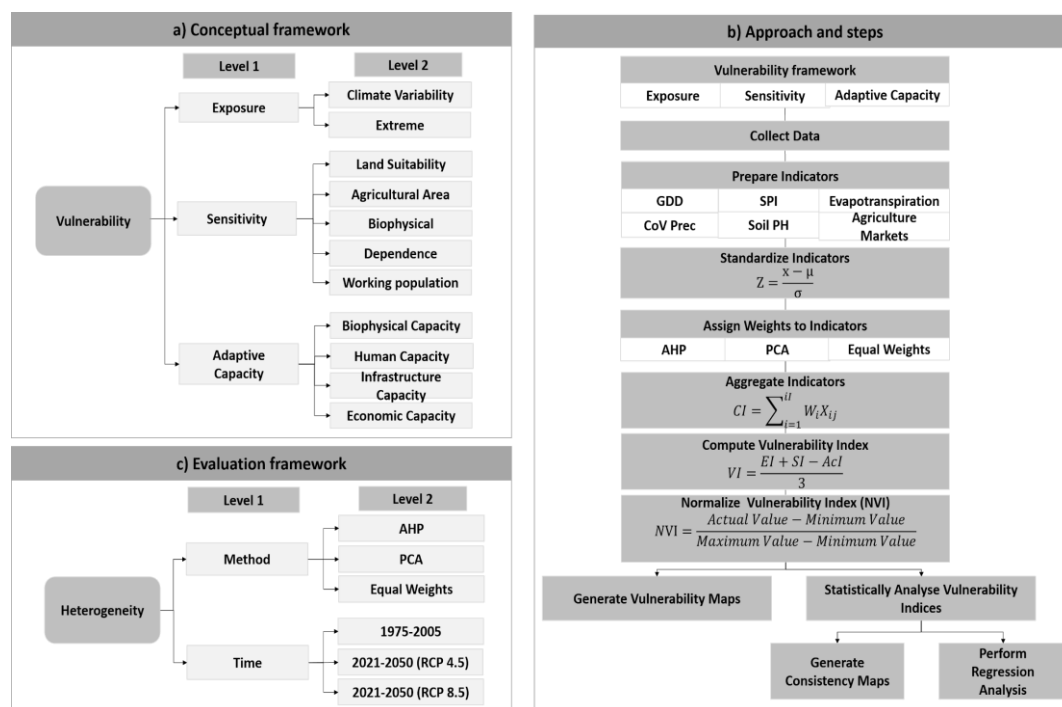 a) Conceptual framework
Level 1
Level 2
Vulnerability
Exposure
Climate Variability
Extreme
Sensitivity
Land Suitability
Agricultural Area
Biophysical
Dependence
Working population
Adaptive
Capacity
Biophysical Capacity
Human Capacity
Infrastructure
Capacity
Economic Capacity
c) Evaluation framework
Level 1
Level 2
Heterogeneity
Method
AHP
PCA
Equal Weights
Time
1975-2005
2021-2050 (RCP 4.5)
2021-2050 (RCP 8.5)
b) Approach and steps
Vulnerability framework
Exposure Sensitivity Adaptive Capacity
Collect Data
Prepare Indicators
GDD SPI Evapotranspiration
CoV Prec Soil PH Agriculture
Markets
Standardize Indicators
Z = (x − μ) / σ
Assign Weights to Indicators
AHP PCA Equal Weights
Aggregate Indicators
CI = ∑_{i=1}^{iI} W_i X_{ij}
Compute Vulnerability Index
VI = (EI + SI − AcI) / 3
Normalize Vulnerability Index (NVI)
NVI = (Actual Value − Minimum Value) / (Maximum Value − Minimum Value)
Generate Vulnerability Maps
Statistically Analyse Vulnerability
Indices
Generate
Consistency Maps
Perform
Regression
Analysis